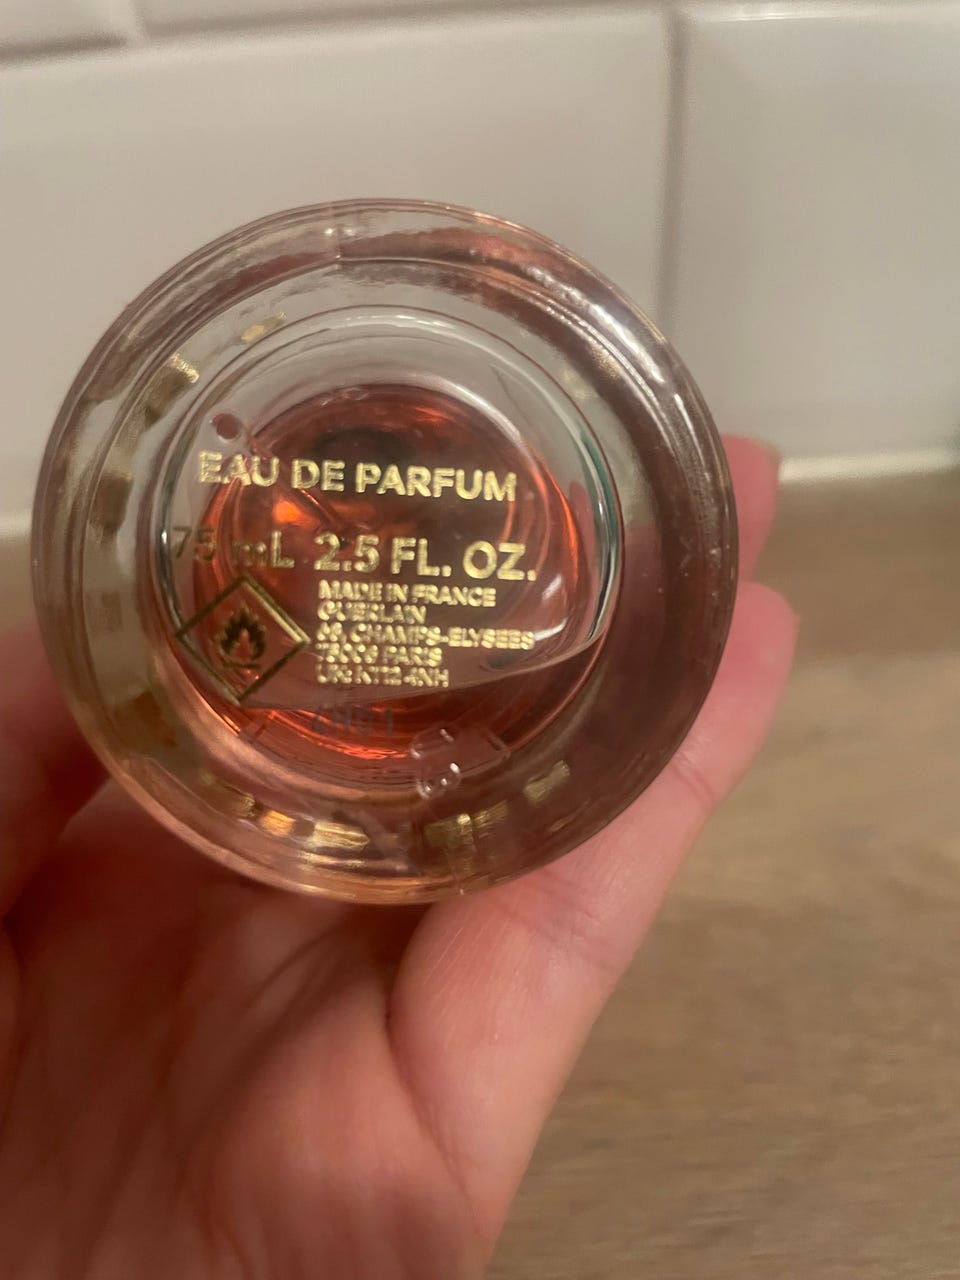 EAU DE PARFUM
75 mL 2.5 FL. OZ.
MADE IN FRANCE
GUERLAIN
68, CHAMPS-ELYSEES
75008 PARIS